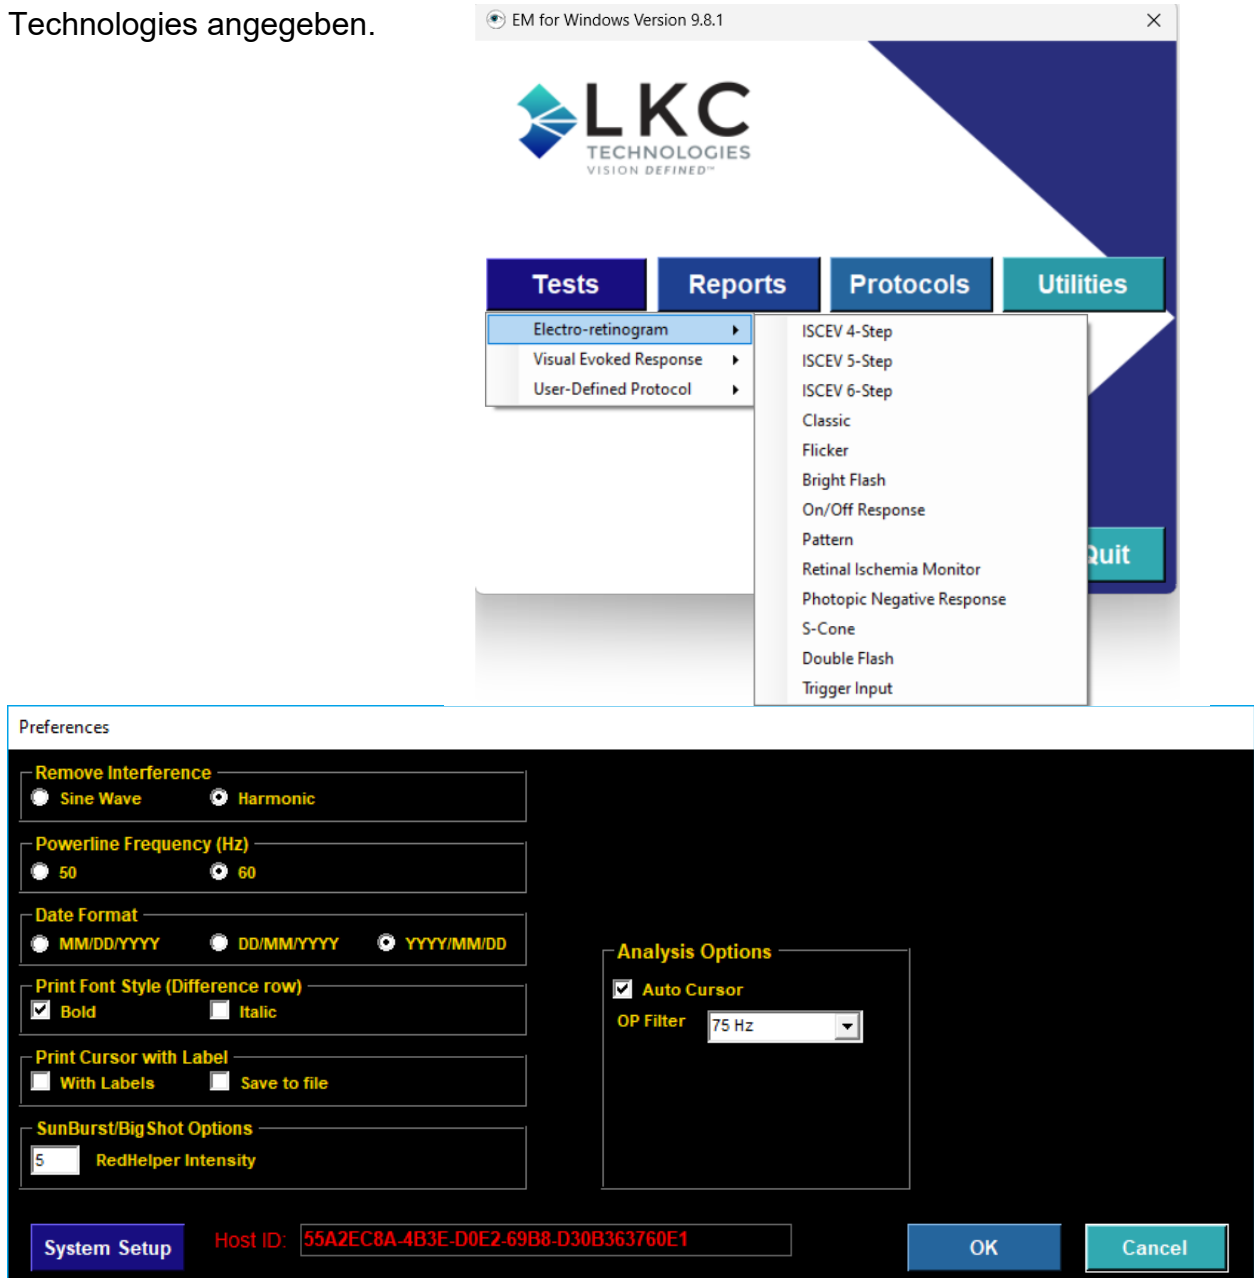 Technologies angegeben.
EM for Windows Version 9.8.1
LKC
TECHNOLOGIES
VISION DEFINED™
Tests Reports Protocols Utilities
Electro-retinogram
Visual Evoked Response
User-Defined Protocol
ISCEV 4-Step
ISCEV 5-Step
ISCEV 6-Step
Classic
Flicker
Bright Flash
On/Off Response
Pattern
Retinal Ischemia Monitor
Photopic Negative Response
S-Cone
Double Flash
Trigger Input
Quit
Preferences
Remove Interference
Sine Wave Harmonic
Powerline Frequency (Hz)
50 60
Date Format
MM/DD/YYYY DD/MM/YYYY YYYY/MM/DD
Print Font Style (Difference row)
Bold Italic
Print Cursor with Label
With Labels Save to file
SunBurst/BigShot Options
5 RedHelper Intensity
Analysis Options
Auto Cursor
OP Filter 75 Hz
System Setup Host ID: 55A2EC8A-4B3E-D0E2-69B8-D30B363760E1 OK Cancel